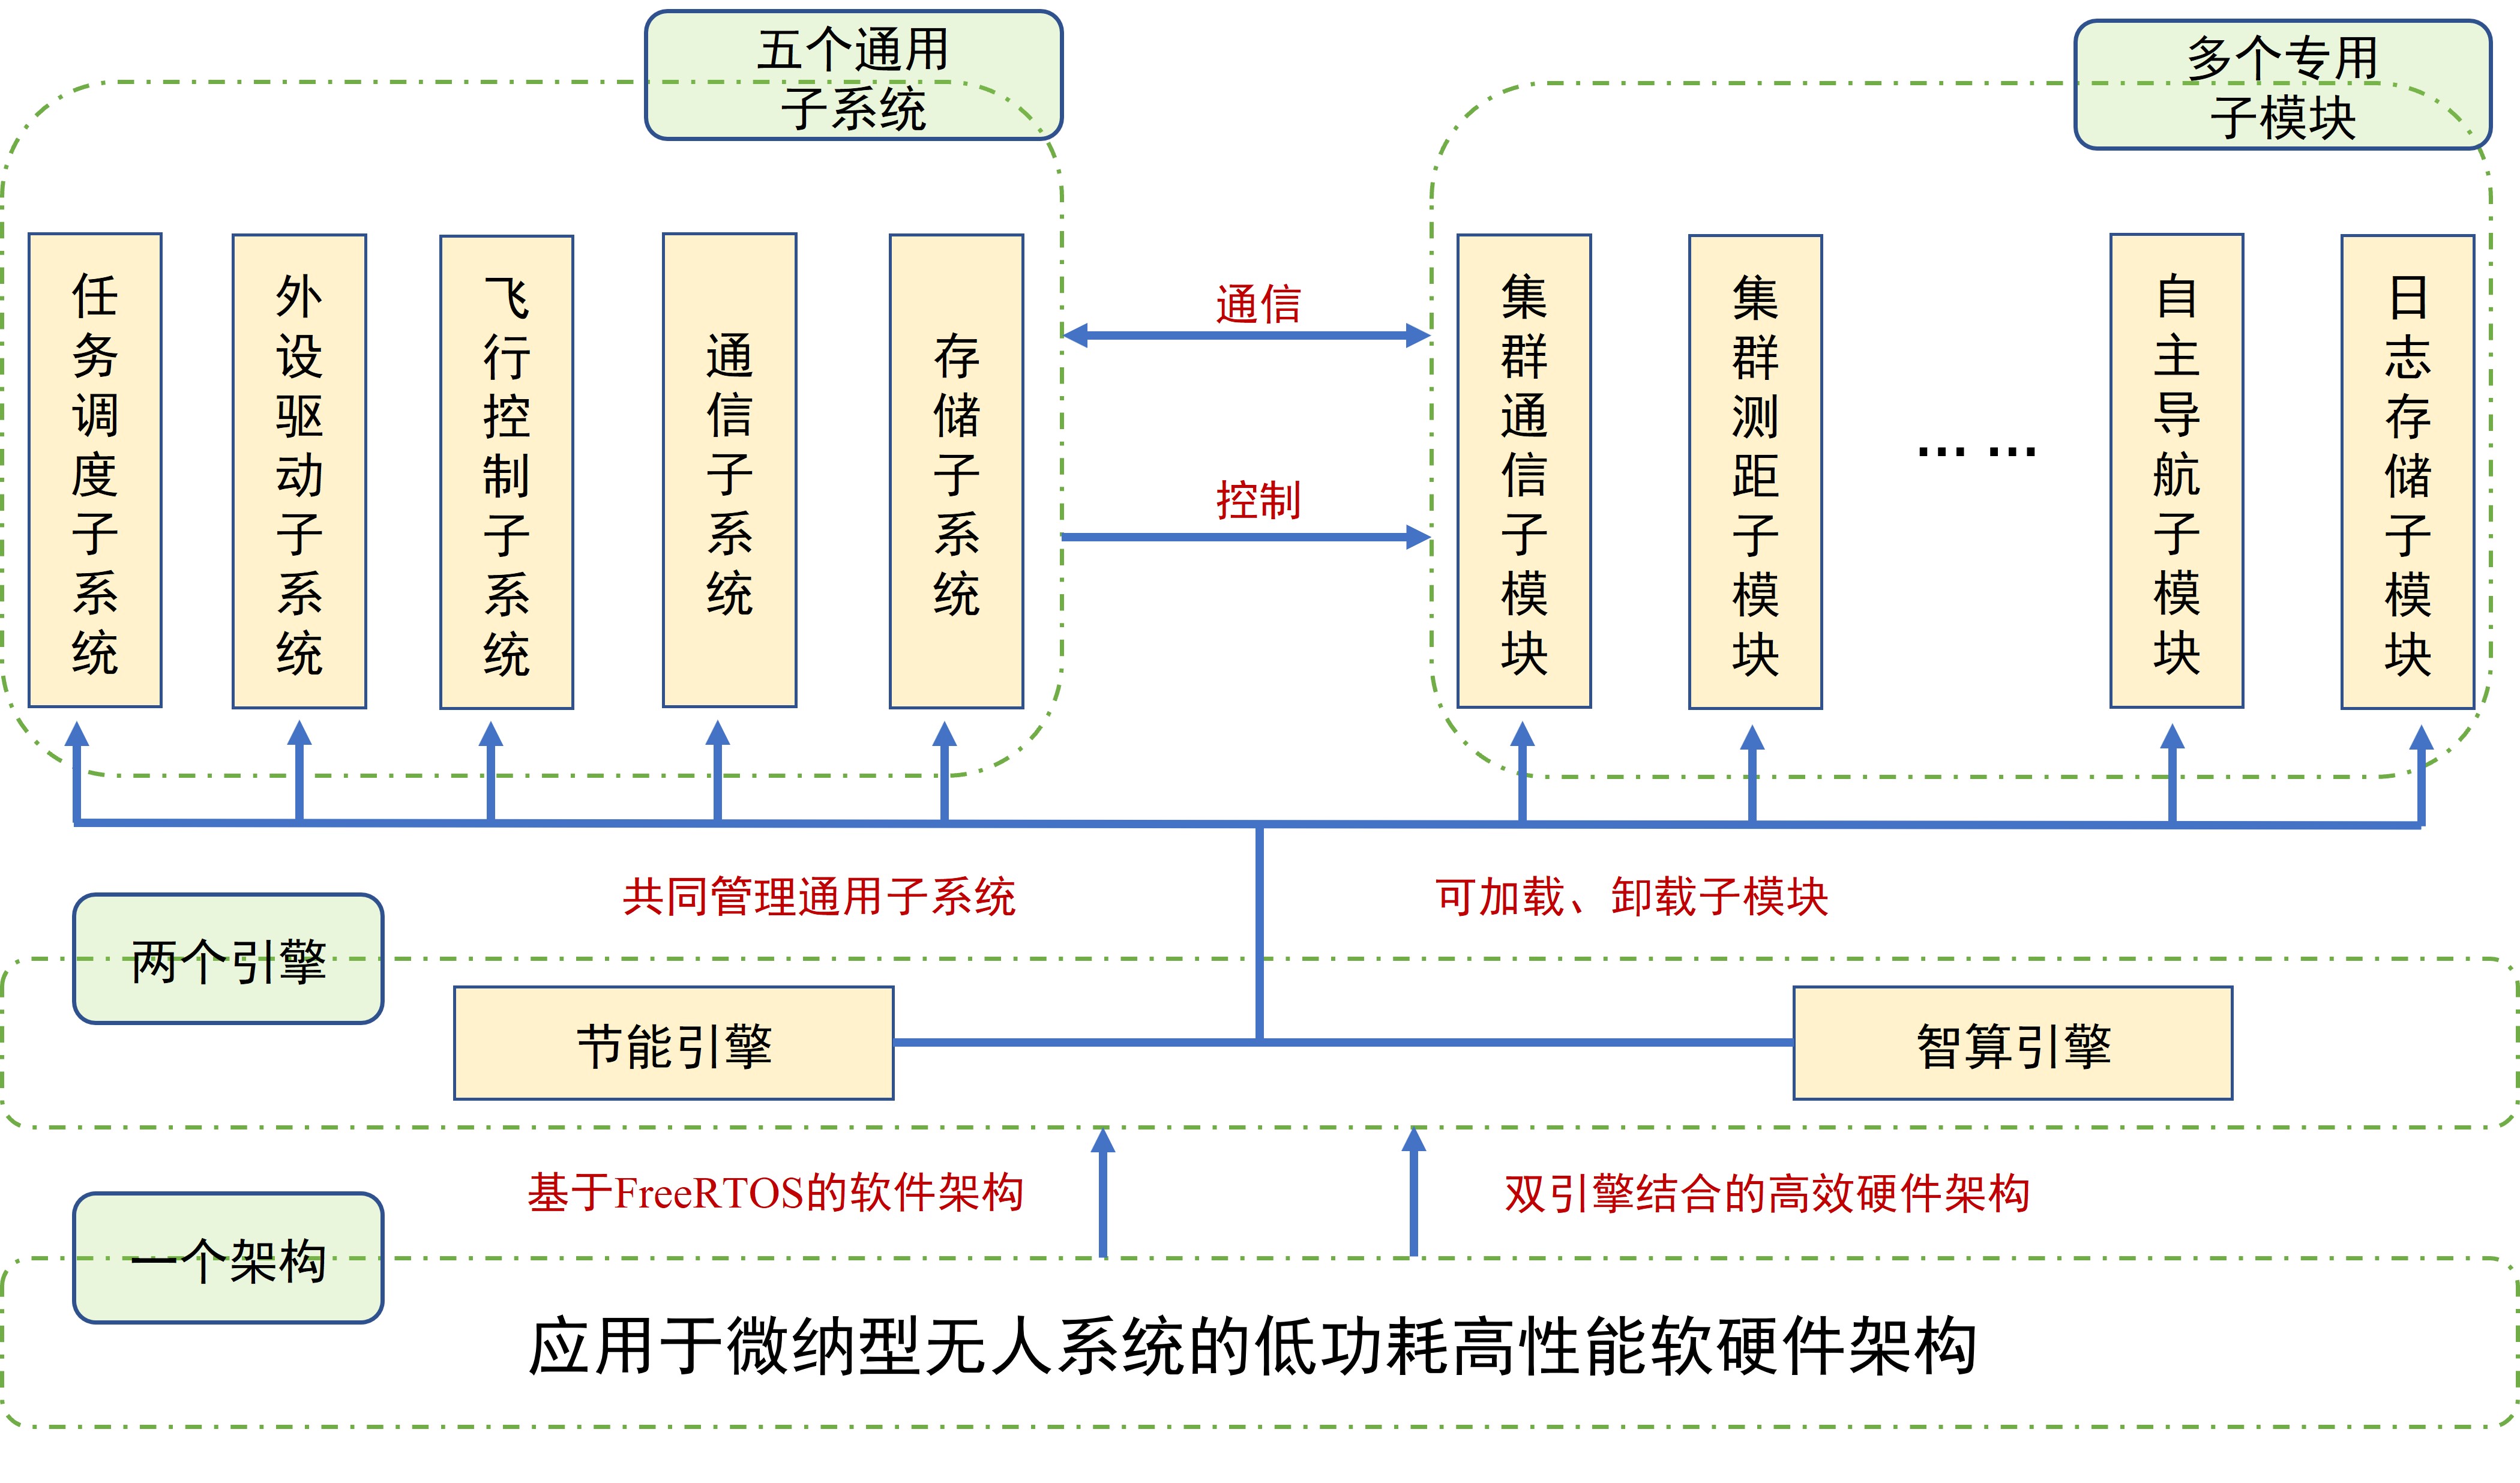 五个通用
子系统
多个专用
子模块
任务调度子系统
外设驱动子系统
飞行控制子系统
通信子系统
存储子系统
通信
控制
集群通信子模块
集群测距子模块
... ...
自主导航子模块
日志存储子模块
共同管理通用子系统
可加载、卸载子模块
两个引擎
节能引擎
智算引擎
基于FreeRTOS的软件架构
双引擎结合的高效硬件架构
一个架构
应用于微纳型无人系统的低功耗高性能软硬件架构